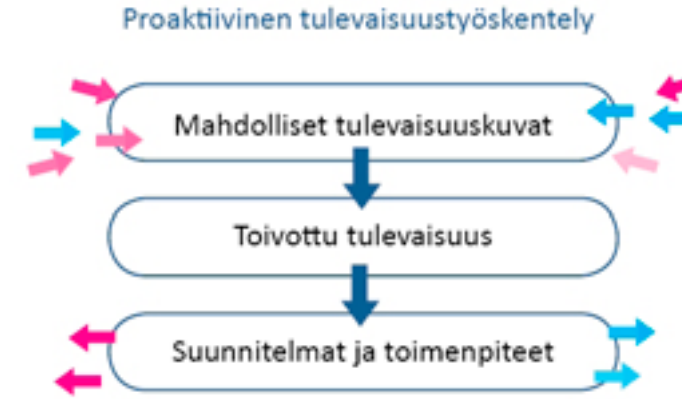 Proaktiivinen tulevaisuustyöskentely
Mahdolliset tulevaisuuskuvat
Toivottu tulevaisuus
Suunnitelmat ja toimenpiteet